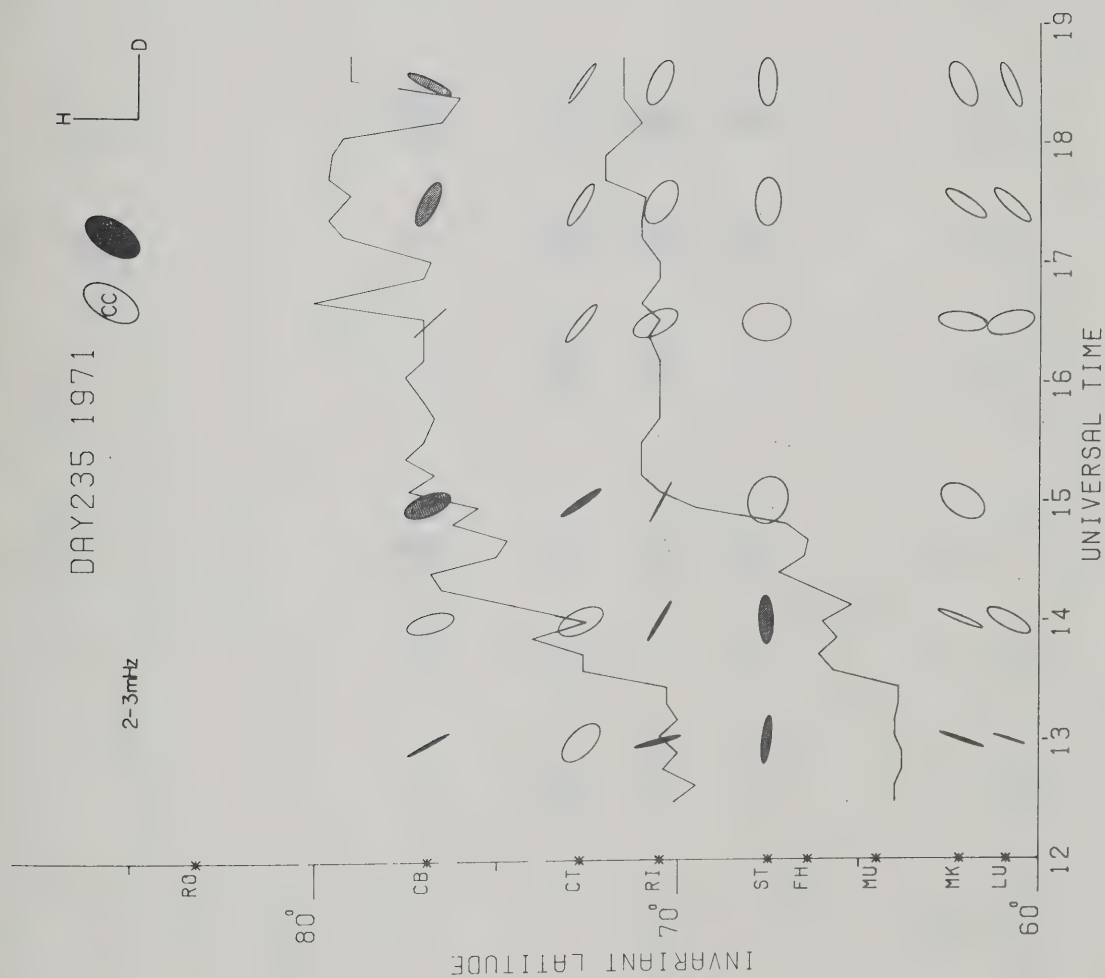 DAY235 1971
CC
H
D
2-3mHz
INVARIANT LATITUDE
80°
70°
60°
RO
CB
CT
RI
ST
FH
MU
MK
LU
12 13 14 15 16 17 18 19
UNIVERSAL TIME